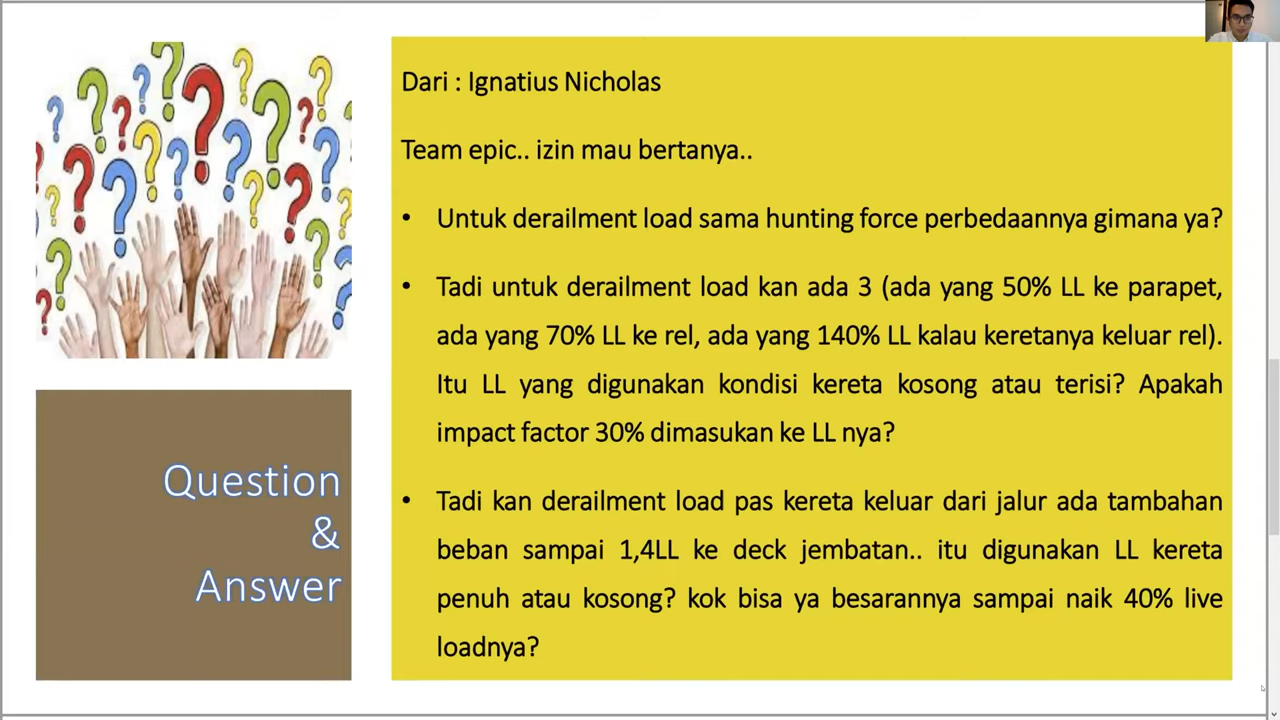 Dari : Ignatius Nicholas
Team epic.. izin mau bertanya..
• Untuk derailment load sama hunting force perbedaannya gimana ya?
• Tadi untuk derailment load kan ada 3 (ada yang 50% LL ke parapet,
ada yang 70% LL ke rel, ada yang 140% LL kalau keretanya keluar rel).
Itu LL yang digunakan kondisi kereta kosong atau terisi? Apakah
impact factor 30% dimasukan ke LL nya?
• Tadi kan derailment load pas kereta keluar dari jalur ada tambahan
beban sampai 1,4LL ke deck jembatan.. itu digunakan LL kereta
penuh atau kosong? kok bisa ya besarannya sampai naik 40% live
loadnya?
Question
&
Answer